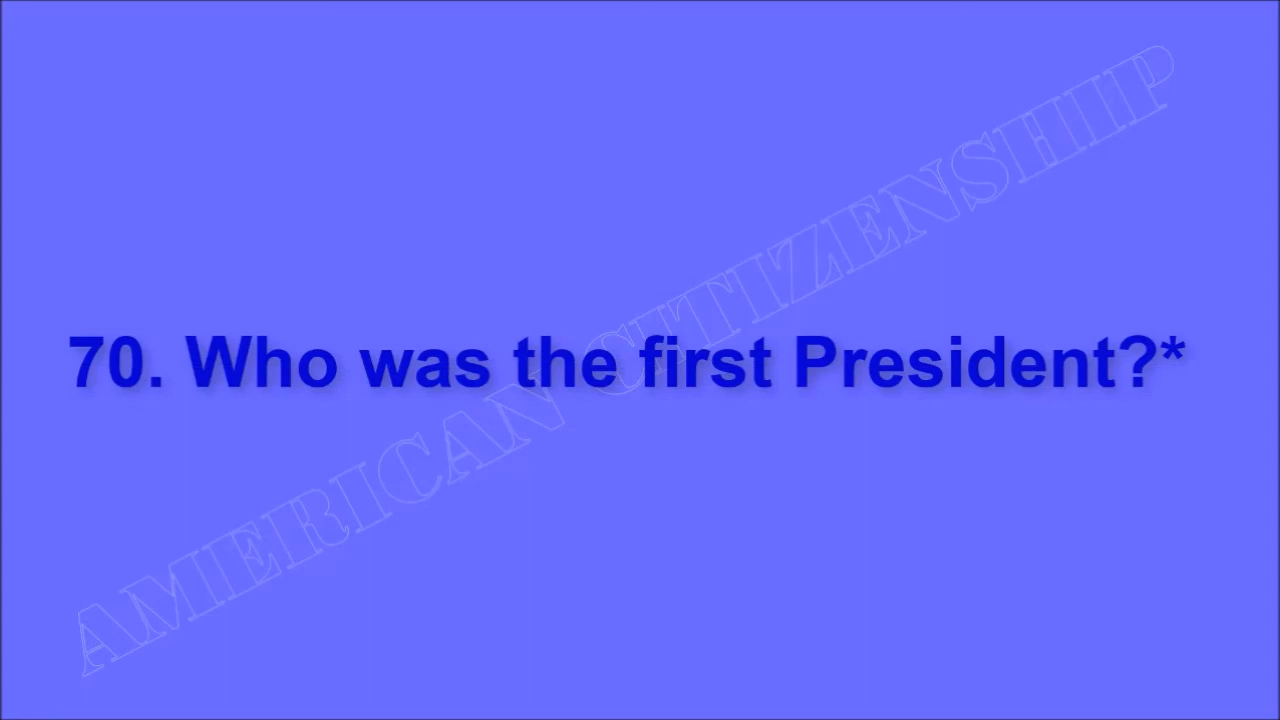 AMERICAN CITIZENSHIP
70. Who was the first President?*